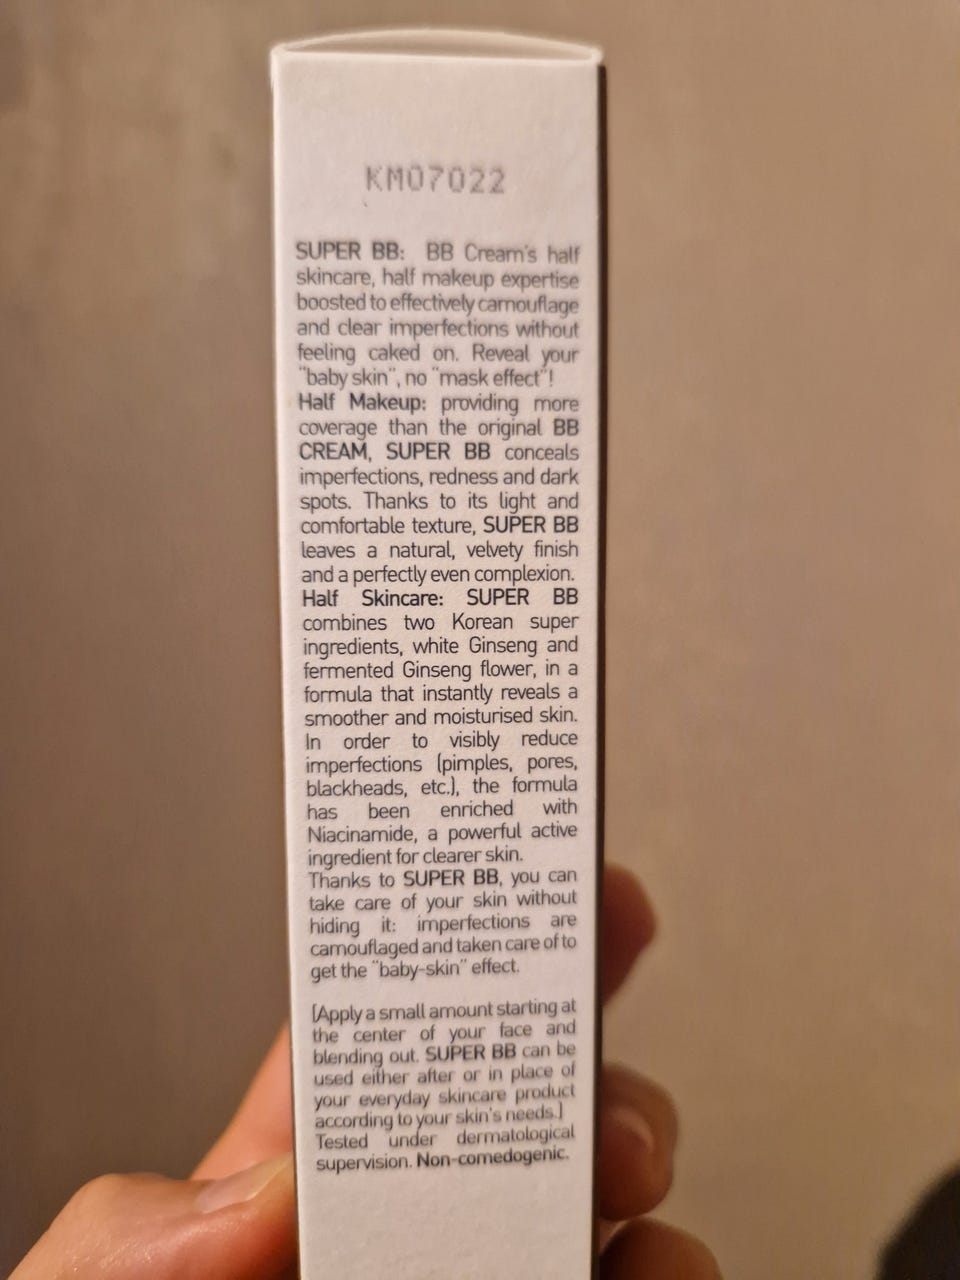 KM07022
SUPER BB: BB Cream's half
skincare, half makeup expertise
boosted to effectively camouflage
and clear imperfections without
feeling caked on. Reveal your
"baby skin", no "mask effect"!
Half Makeup: providing more
coverage than the original BB
CREAM, SUPER BB conceals
imperfections, redness and dark
spots. Thanks to its light and
comfortable texture, SUPER BB
leaves a natural, velvety finish
and a perfectly even complexion.
Half Skincare: SUPER BB
combines two Korean super
ingredients, white Ginseng and
fermented Ginseng flower, in a
formula that instantly reveals a
smoother and moisturised skin.
In order to visibly reduce
imperfections (pimples, pores,
blackheads, etc.), the formula
has been enriched with
Niacinamide, a powerful active
ingredient for clearer skin.
Thanks to SUPER BB, you can
take care of your skin without
hiding it: imperfections are
camouflaged and taken care of to
get the "baby-skin" effect.
(Apply a small amount starting at
the center of your face and
blending out. SUPER BB can be
used either after or in place of
your everyday skincare product
according to your skin's needs.)
Tested under dermatological
supervision. Non-comedogenic.